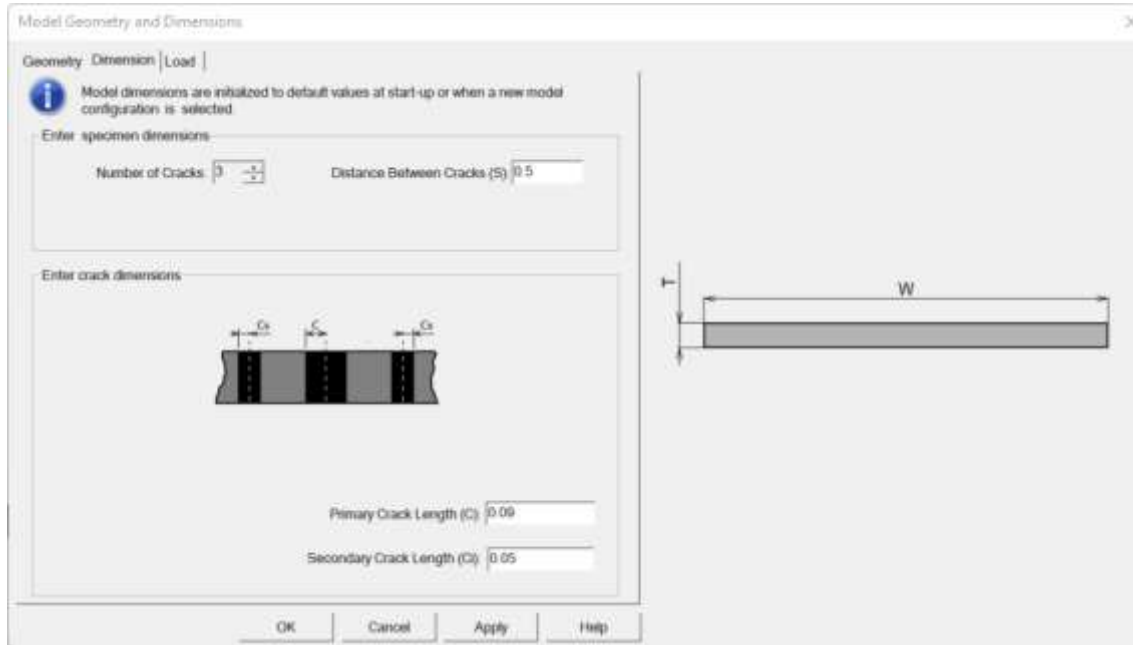 Model Geometry and Dimensions
Geometry Dimension Load
Model dimensions are initialized to default values at start-up or when a new model
configuration is selected
Enter specimen dimensions
Number of Cracks 3 Distance Between Cracks (S) 0.5
Enter crack dimensions
Cs C Cs
T W
Primary Crack Length (C) 0.09
Secondary Crack Length (Ci) 0.05
OK Cancel Apply Help